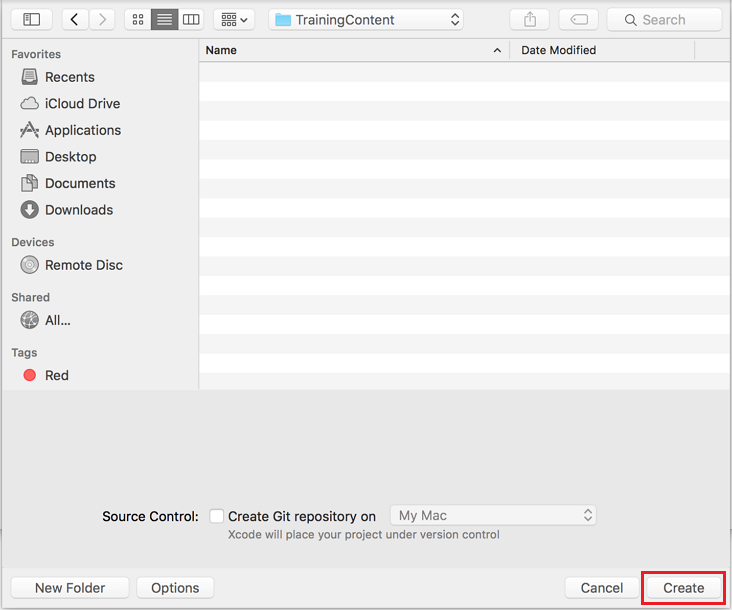 TrainingContent
Search
Favorites
Recents
iCloud Drive
Applications
Desktop
Documents
Downloads
Devices
Remote Disc
Shared
All...
Tags
Red
Name
Date Modified
Source Control:
Create Git repository on
My Mac
Xcode will place your project under version control
New Folder
Options
Cancel
Create